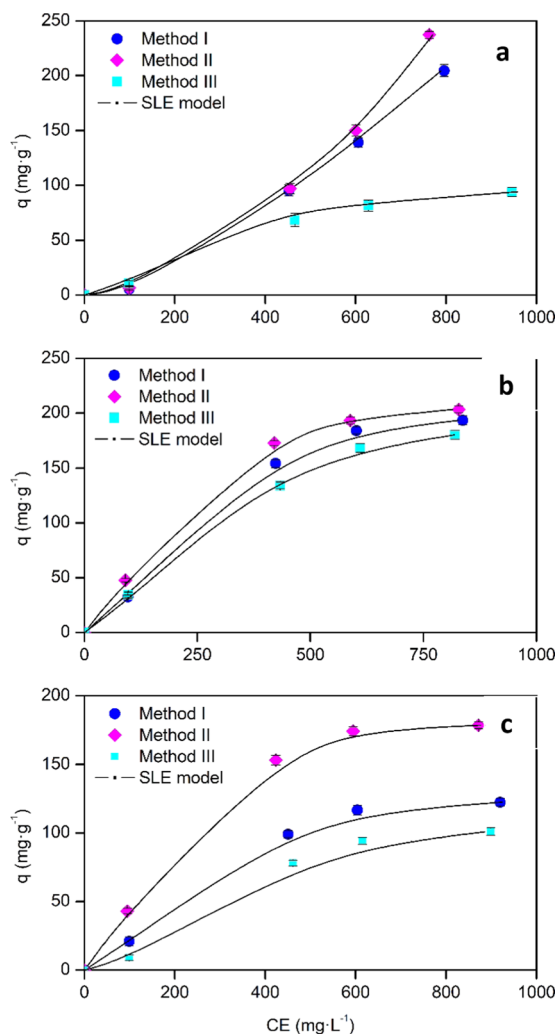 250
200
150
100
50
0
q (mg·g⁻¹)
Method I
Method II
Method III
SLE model
a
0 200 400 600 800 1000
250
200
150
100
50
0
q (mg·g⁻¹)
Method I
Method II
Method III
SLE model
b
0 250 500 750 1000
200
150
100
50
0
q (mg·g⁻¹)
Method I
Method II
Method III
SLE model
c
0 200 400 600 800 1000
CE (mg·L⁻¹)